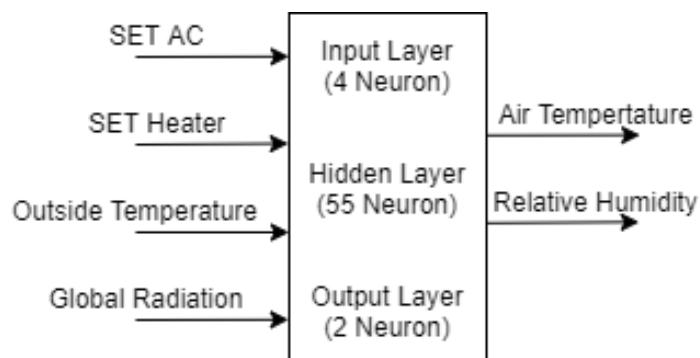 SET AC
SET Heater
Outside Temperature
Global Radiation
Input Layer
(4 Neuron)
Hidden Layer
(55 Neuron)
Output Layer
(2 Neuron)
Air Tempertature
Relative Humidity